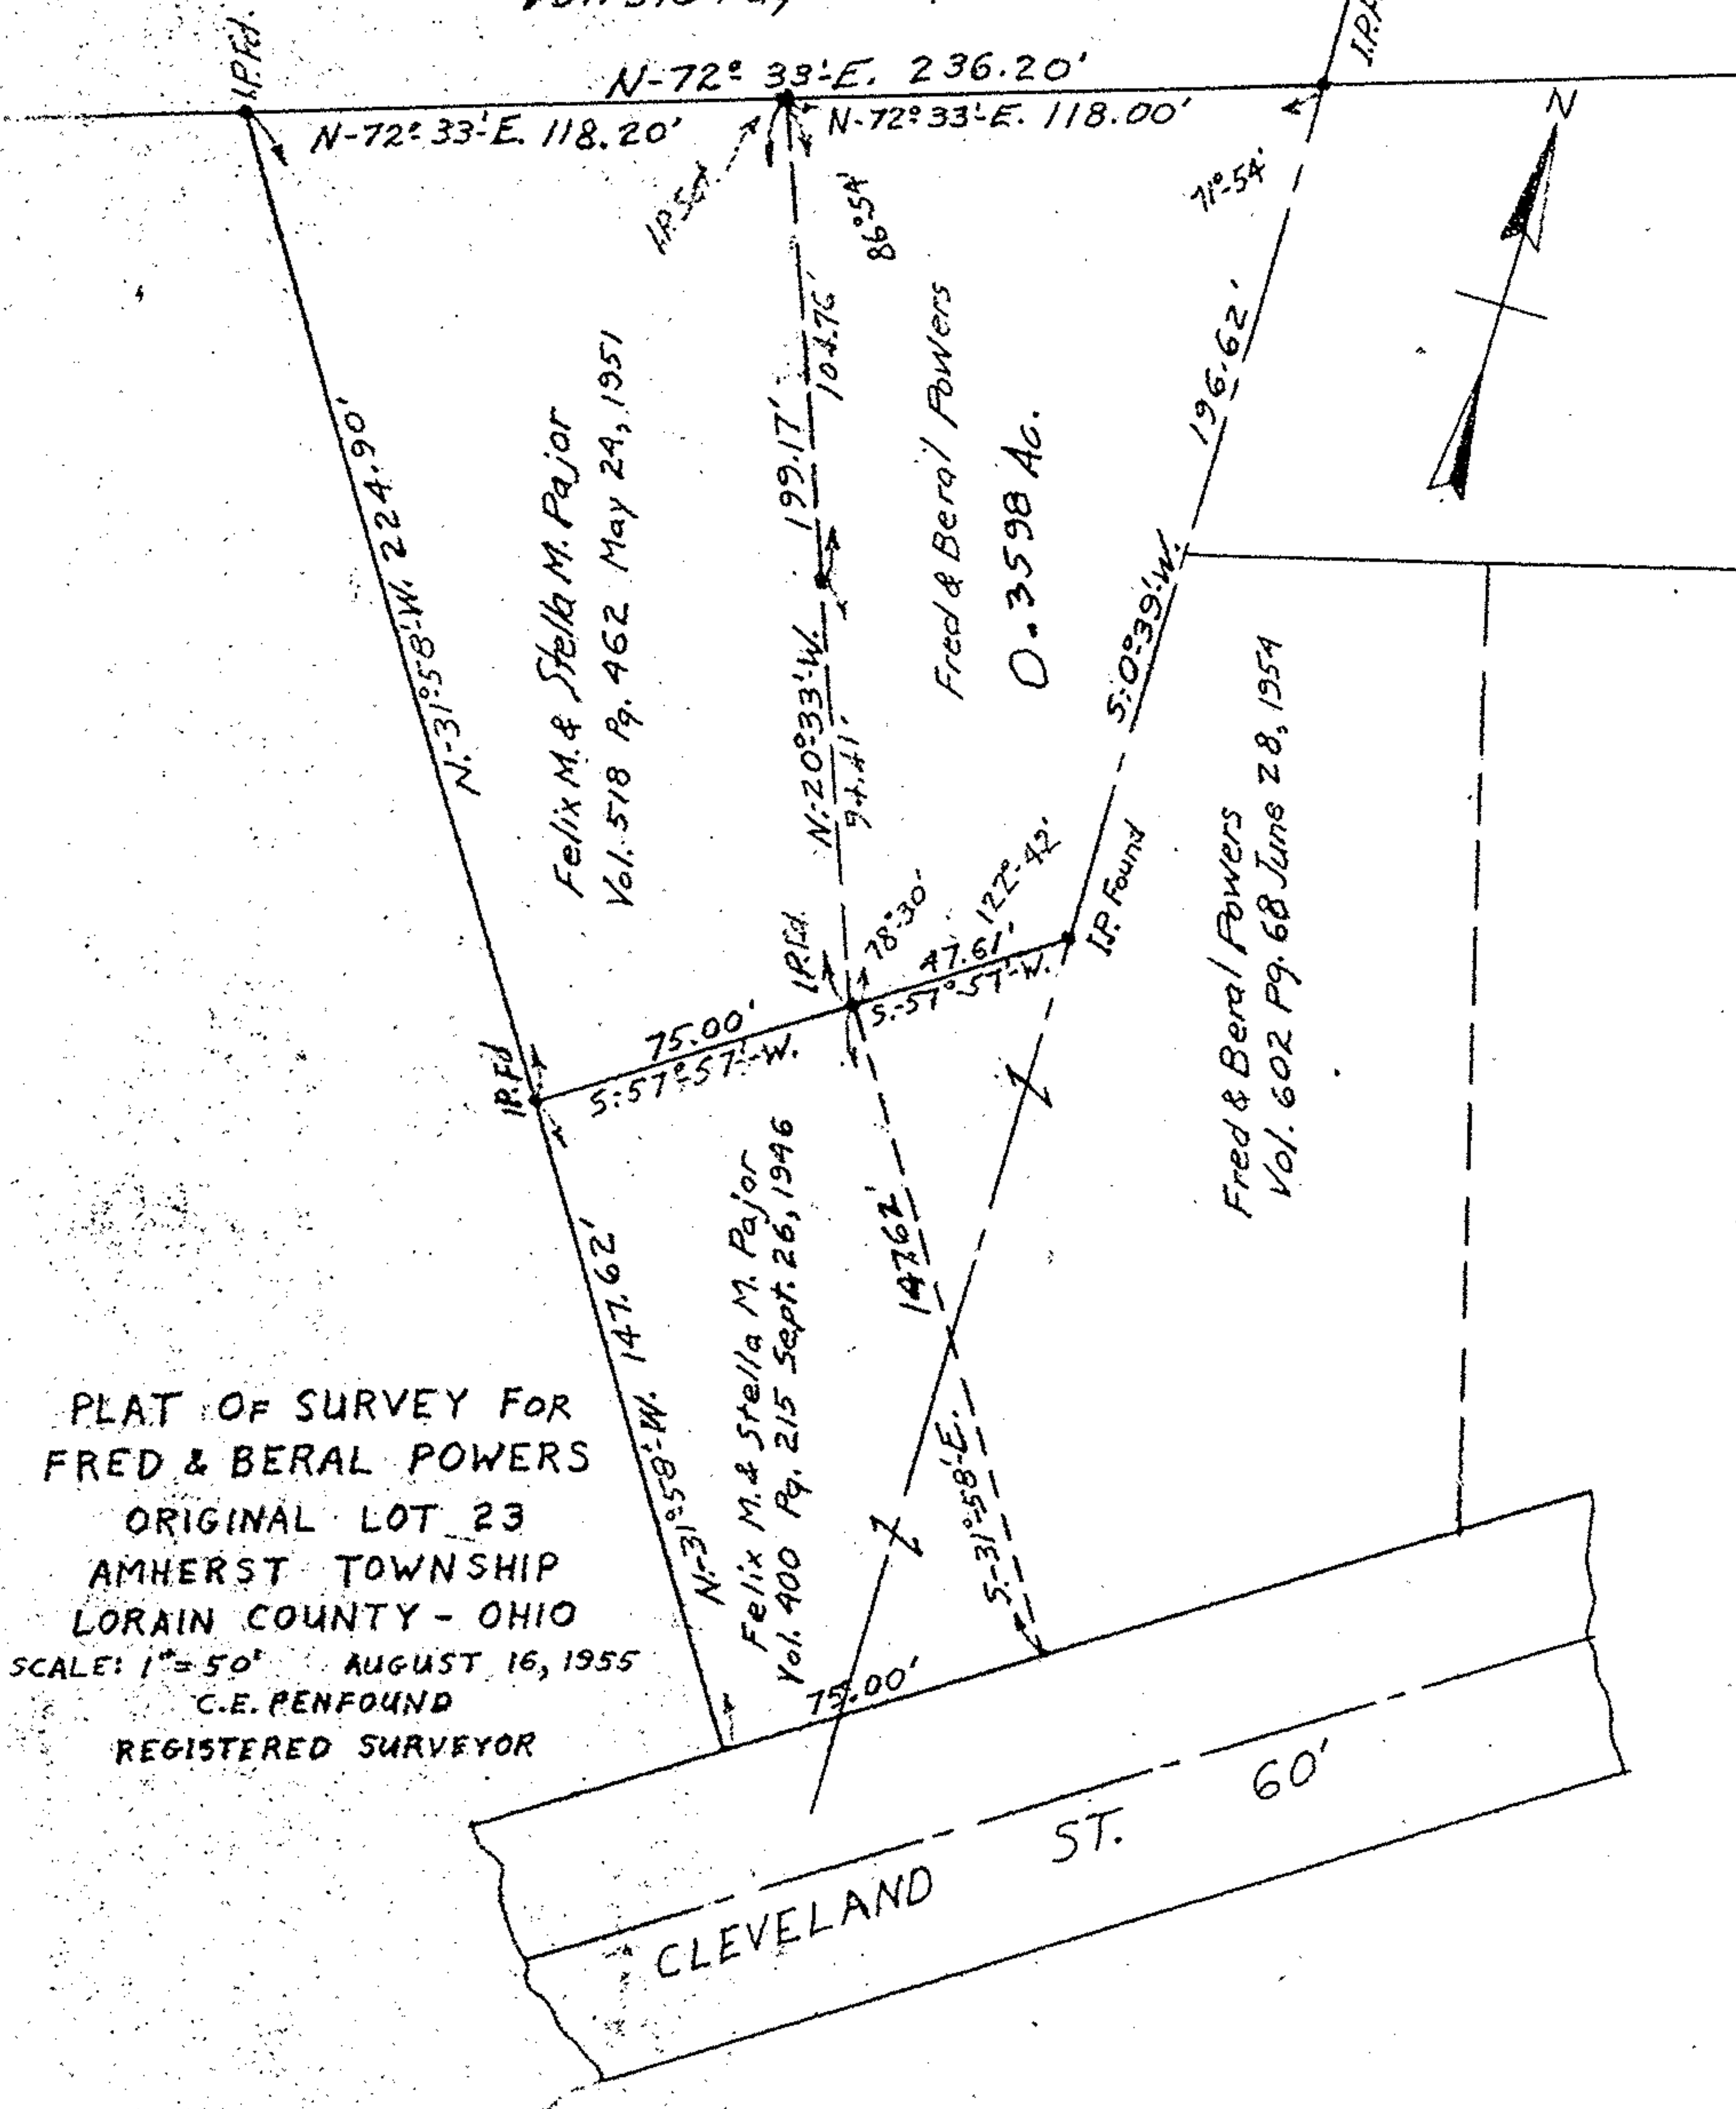 I.P.Fd.
N-72° 33'-E. 236.20'
N-72° 33'-E. 118.20'
N-72° 33'-E. 118.00'
I.P. Set.
86°-54'
71°-54'
N
N.-31°58'-W. 224.90'
Felix M. & Stella M. Pajor
Vol. 518 Pg. 462 May 24, 1951
N.-20°33'-W. 199.17'
104.76'
94.41'
Fred & Beral Powers
0.3598 Ac.
S.-0°39'-W. 196.62'
I.P.Fd.
78°-30'
122°-42'
47.61'
S.-57°-57'-W.
I.P. Found
75.00'
S.-57°57'-W.
I.P.Fd
Fred & Beral Powers
Vol. 602 Pg. 68 June 28, 1954
N.-31°58'-W. 147.62'
Felix M. & Stella M. Pajor
Vol. 400 Pg. 215 Sept. 26, 1946
147.62'
S.-31°-58'-E.
75.00'
PLAT OF SURVEY FOR
FRED & BERAL POWERS
ORIGINAL LOT 23
AMHERST TOWNSHIP
LORAIN COUNTY - OHIO
SCALE: 1"=50' AUGUST 16, 1955
C.E. PENFOUND
REGISTERED SURVEYOR
CLEVELAND ST. 60'